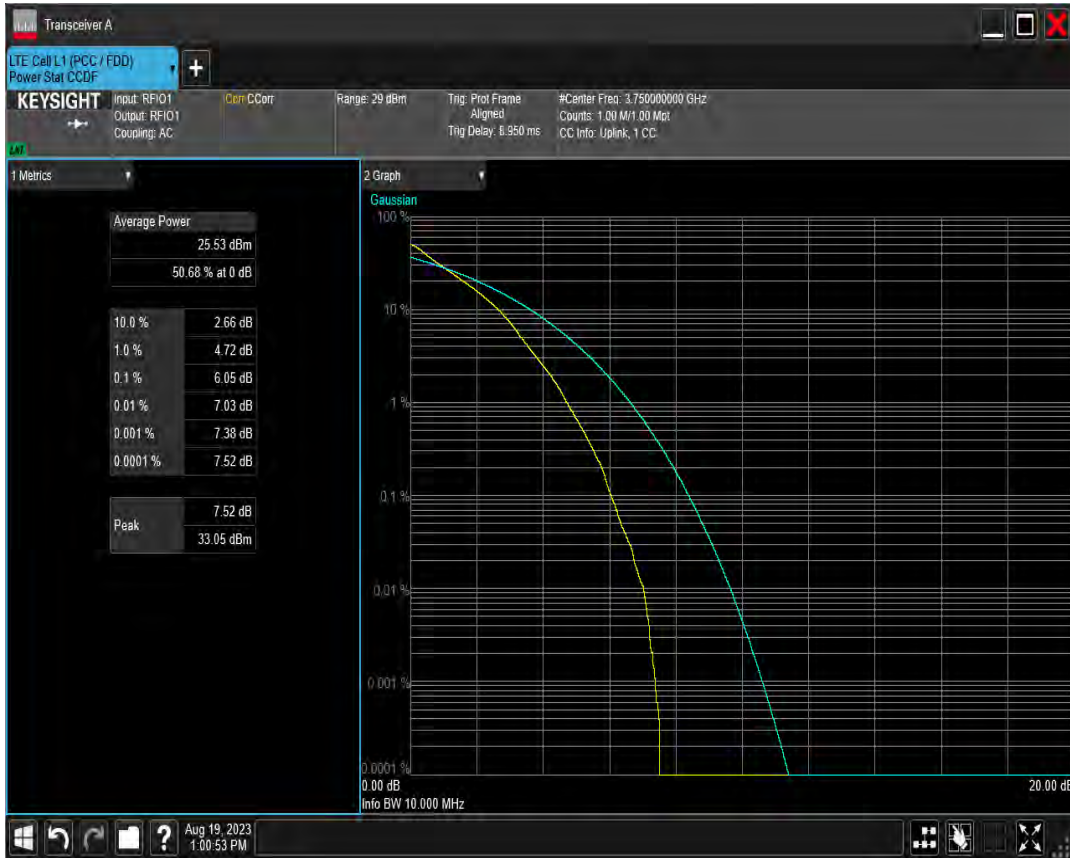 Transceiver A
LTE Cell L1 (PCC / FDD)
Power Stat CCDF
+
KEYSIGHT
Input: RFIO1
Output: RFIO1
Coupling: AC
Corr CCorr
Range: 29 dBm
Trig: Prot Frame
Aligned
Trig Delay: 8.950 ms
#Center Freq: 3.750000000 GHz
Counts: 1.00 M/1.00 Mpt
CC Info: Uplink, 1 CC
1 Metrics
Average Power
25.53 dBm
50.68 % at 0 dB
10.0 % 2.66 dB
1.0 % 4.72 dB
0.1 % 6.05 dB
0.01 % 7.03 dB
0.001 % 7.38 dB
0.0001 % 7.52 dB
Peak
7.52 dB
33.05 dBm
2 Graph
Gaussian
100 %
10 %
1 %
0.1 %
0.01 %
0.001 %
0.0001 %
0.00 dB 20.00 dB
Info BW 10.000 MHz
?
Aug 19, 2023
1:00:53 PM